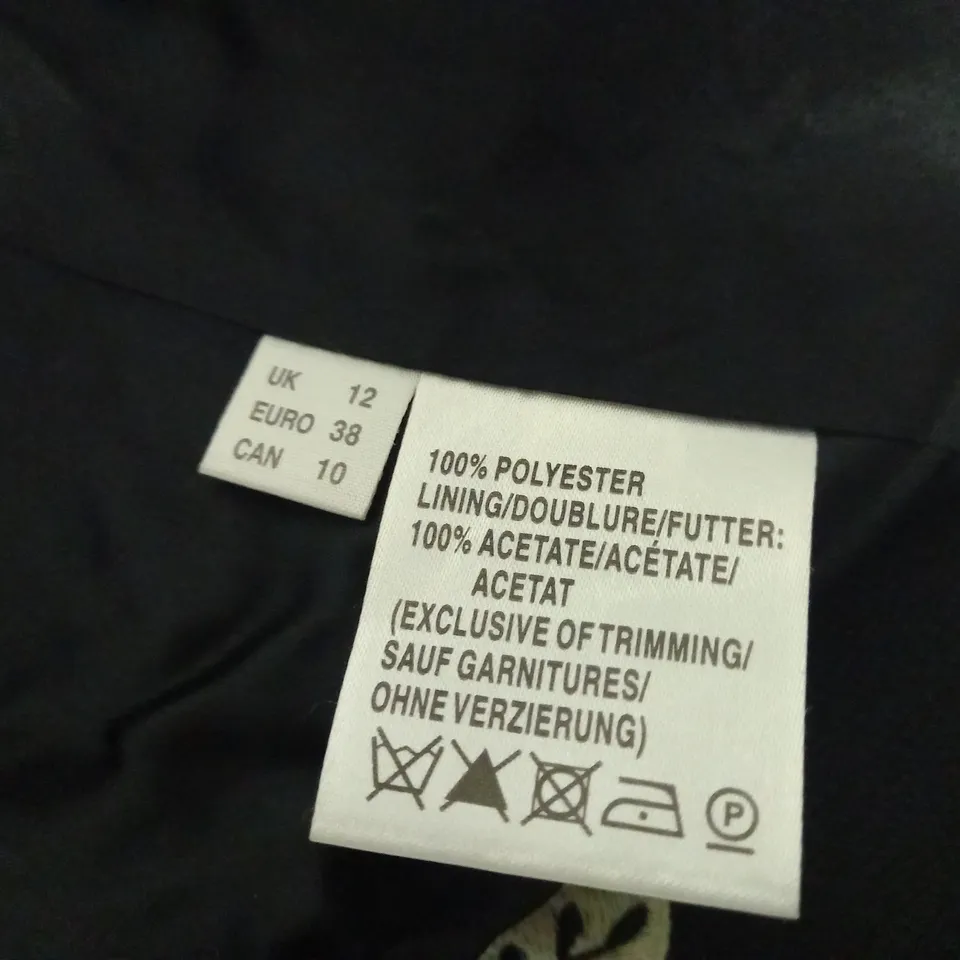 UK 12
EURO 38
CAN 10
100% POLYESTER
LINING/DOUBLURE/FUTTER:
100% ACETATE/ACÉTATE/
ACETAT
(EXCLUSIVE OF TRIMMING/
SAUF GARNITURES/
OHNE VERZIERUNG)
P